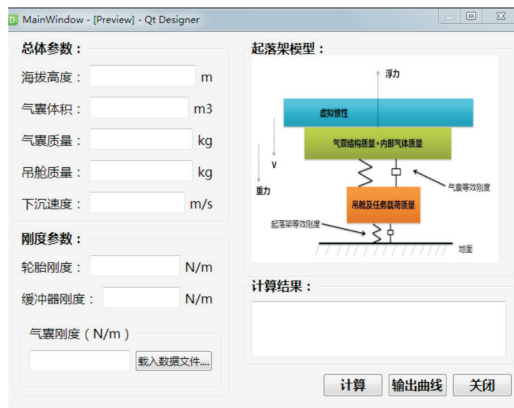 MainWindow - [Preview] - Qt Designer
总体参数：
海拔高度： m
气囊体积： m3
气囊质量： kg
吊舱质量： kg
下沉速度： m/s
刚度参数：
轮胎刚度： N/m
缓冲器刚度： N/m
气囊刚度（N/m）
载入数据文件....
起落架模型：
浮力
虚拟惯性
气囊结构质量+内部气体质量
V
重力
气囊等效刚度
吊舱及任务载荷质量
起落架等效刚度
地面
计算结果：
计算 输出曲线 关闭